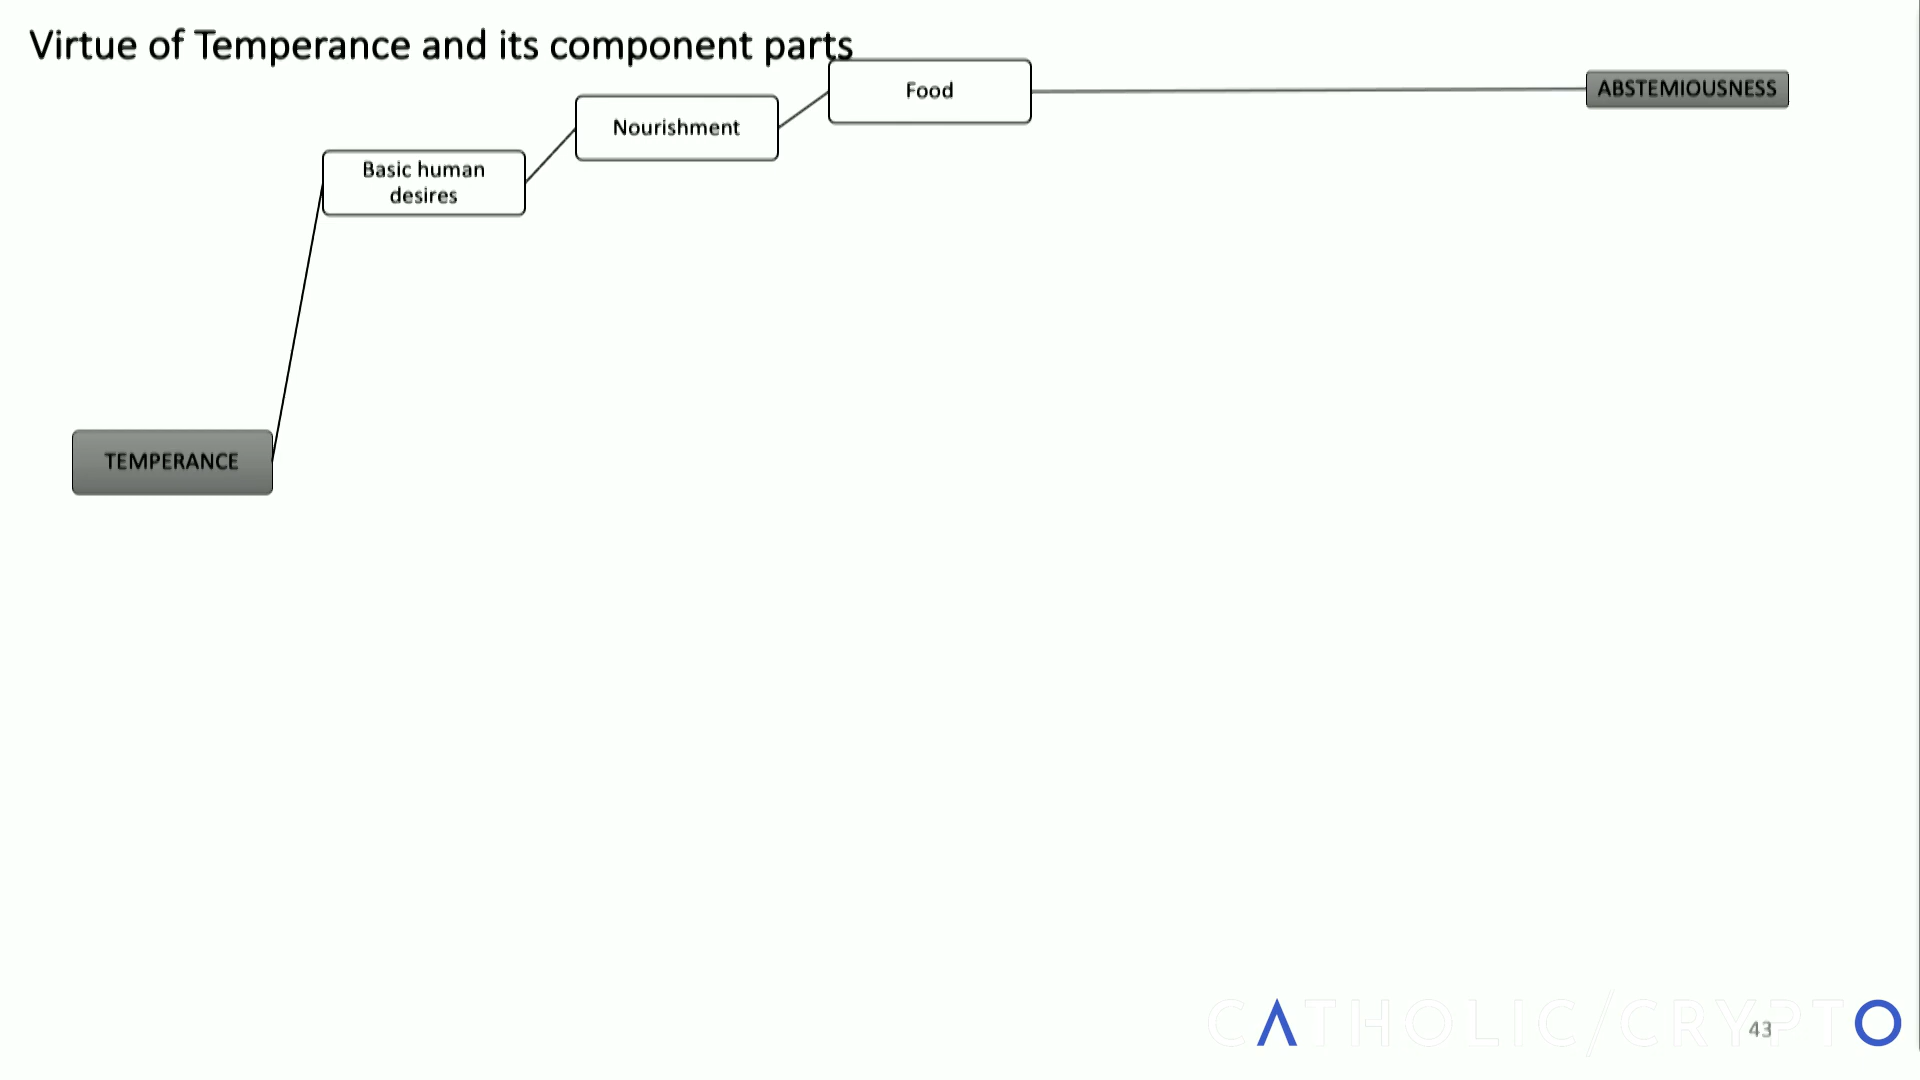 Virtue of Temperance and its component parts
Food
ABSTEMIOUSNESS
Nourishment
Basic human
desires
TEMPERANCE
CATHOLIC/CRYPTO
43